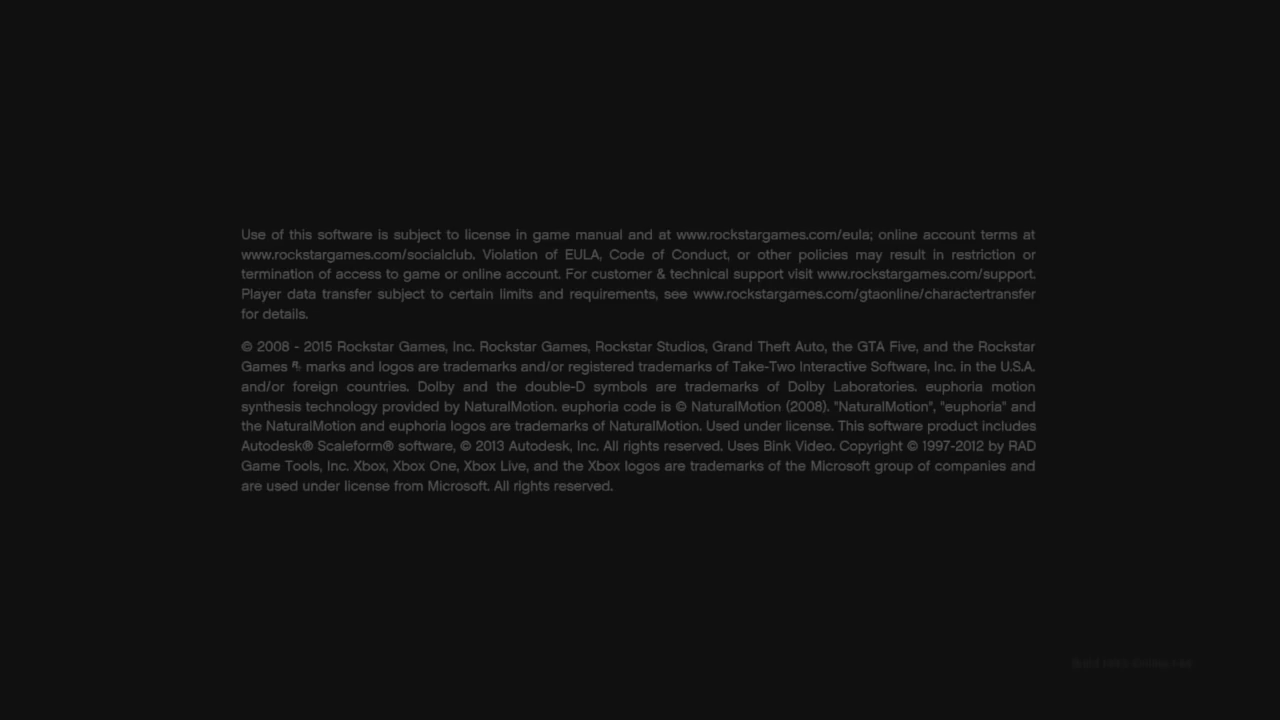 Use of this software is subject to license in game manual and at www.rockstargames.com/eula; online account terms at
www.rockstargames.com/socialclub. Violation of EULA, Code of Conduct, or other policies may result in restriction or
termination of access to game or online account. For customer & technical support visit www.rockstargames.com/support.
Player data transfer subject to certain limits and requirements, see www.rockstargames.com/gtaonline/charactertransfer
for details.
© 2008 - 2015 Rockstar Games, Inc. Rockstar Games, Rockstar Studios, Grand Theft Auto, the GTA Five, and the Rockstar
Games R marks and logos are trademarks and/or registered trademarks of Take-Two Interactive Software, Inc. in the U.S.A.
and/or foreign countries. Dolby and the double-D symbols are trademarks of Dolby Laboratories. euphoria motion
synthesis technology provided by NaturalMotion. euphoria code is © NaturalMotion (2008). "NaturalMotion", "euphoria" and
the NaturalMotion and euphoria logos are trademarks of NaturalMotion. Used under license. This software product includes
Autodesk® Scaleform® software, © 2013 Autodesk, Inc. All rights reserved. Uses Bink Video. Copyright © 1997-2012 by RAD
Game Tools, Inc. Xbox, Xbox One, Xbox Live, and the Xbox logos are trademarks of the Microsoft group of companies and
are used under license from Microsoft. All rights reserved.